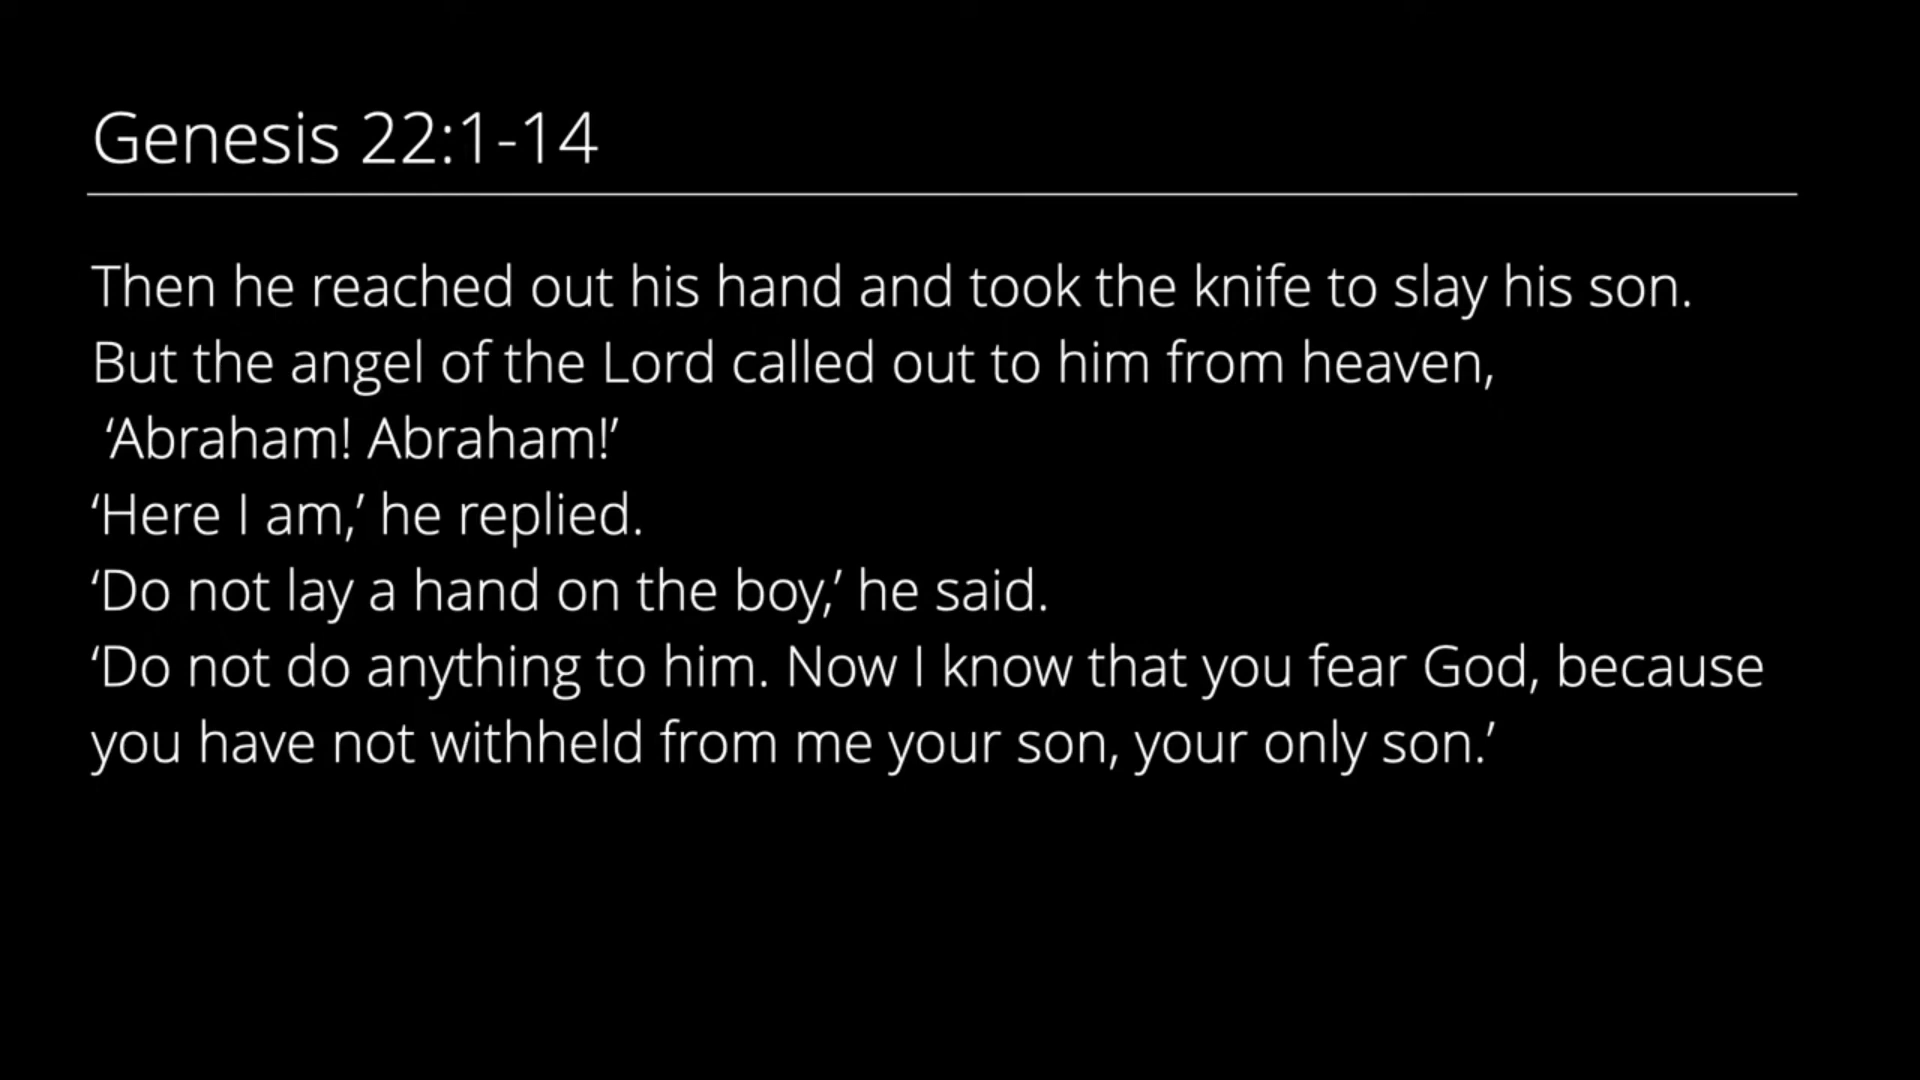 Genesis 22:1-14
Then he reached out his hand and took the knife to slay his son.
But the angel of the Lord called out to him from heaven,
‘Abraham! Abraham!’
‘Here I am,’ he replied.
‘Do not lay a hand on the boy,’ he said.
‘Do not do anything to him. Now I know that you fear God, because
you have not withheld from me your son, your only son.’